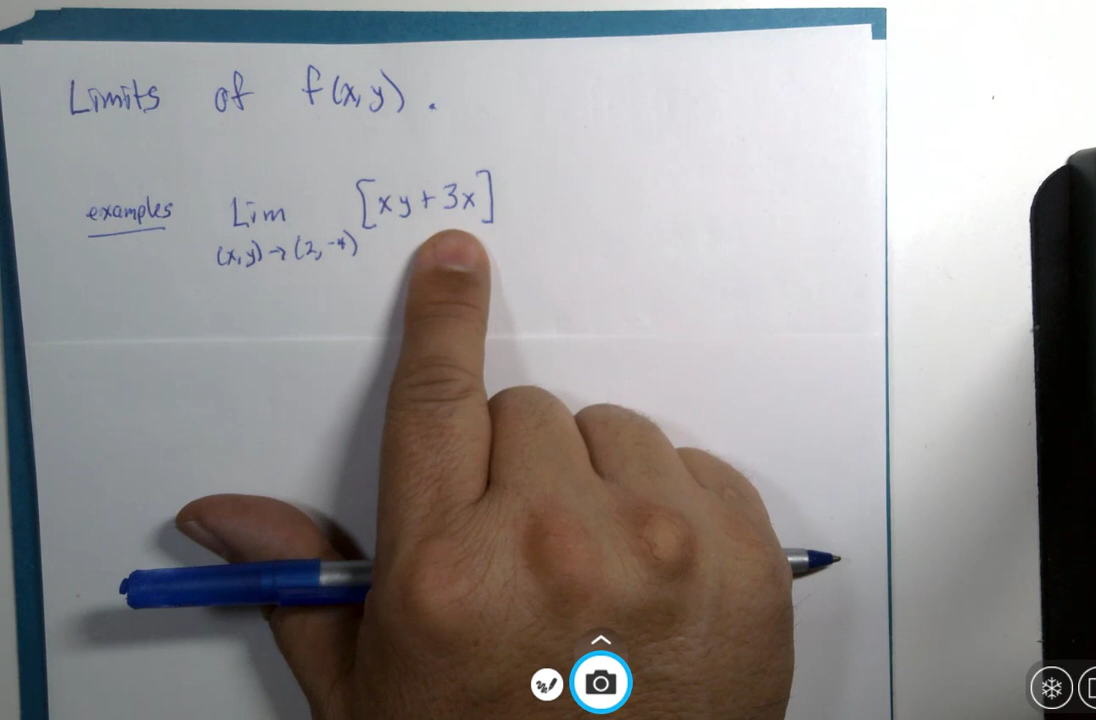 Limits of f(x,y).
examples Lim [xy + 3x]
(x,y) → (2,-4)